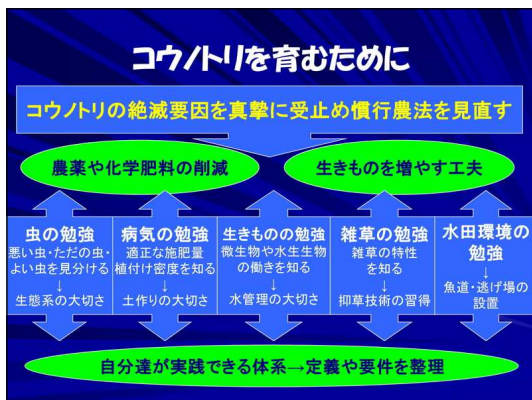 コウノトリを育むために
コウノトリの絶滅要因を真摯に受止め慣行農法を見直す
農薬や化学肥料の削減
生きものを増やす工夫
虫の勉強
悪い虫・ただの虫・
よい虫を見分ける
↓
生態系の大切さ
病気の勉強
適正な施肥量
植付け密度を知る
↓
土作りの大切さ
生きものの勉強
微生物や水生生物
の働きを知る
↓
水管理の大切さ
雑草の勉強
雑草の特性
を知る
↓
抑草技術の習得
水田環境の
勉強
↓
魚道・逃げ場の
設置
自分達が実践できる体系→定義や要件を整理